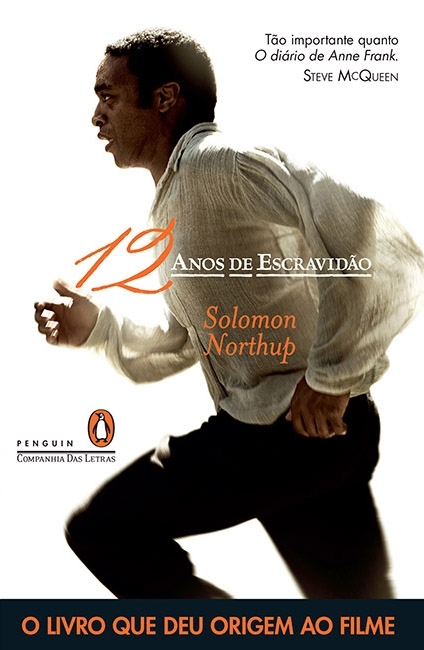 Tão importante quanto
O diário de Anne Frank.
STEVE MCQUEEN
12 ANOS DE ESCRAVIDÃO
Solomon
Northup
PENGUIN
COMPANHIA DAS LETRAS
O LIVRO QUE DEU ORIGEM AO FILME